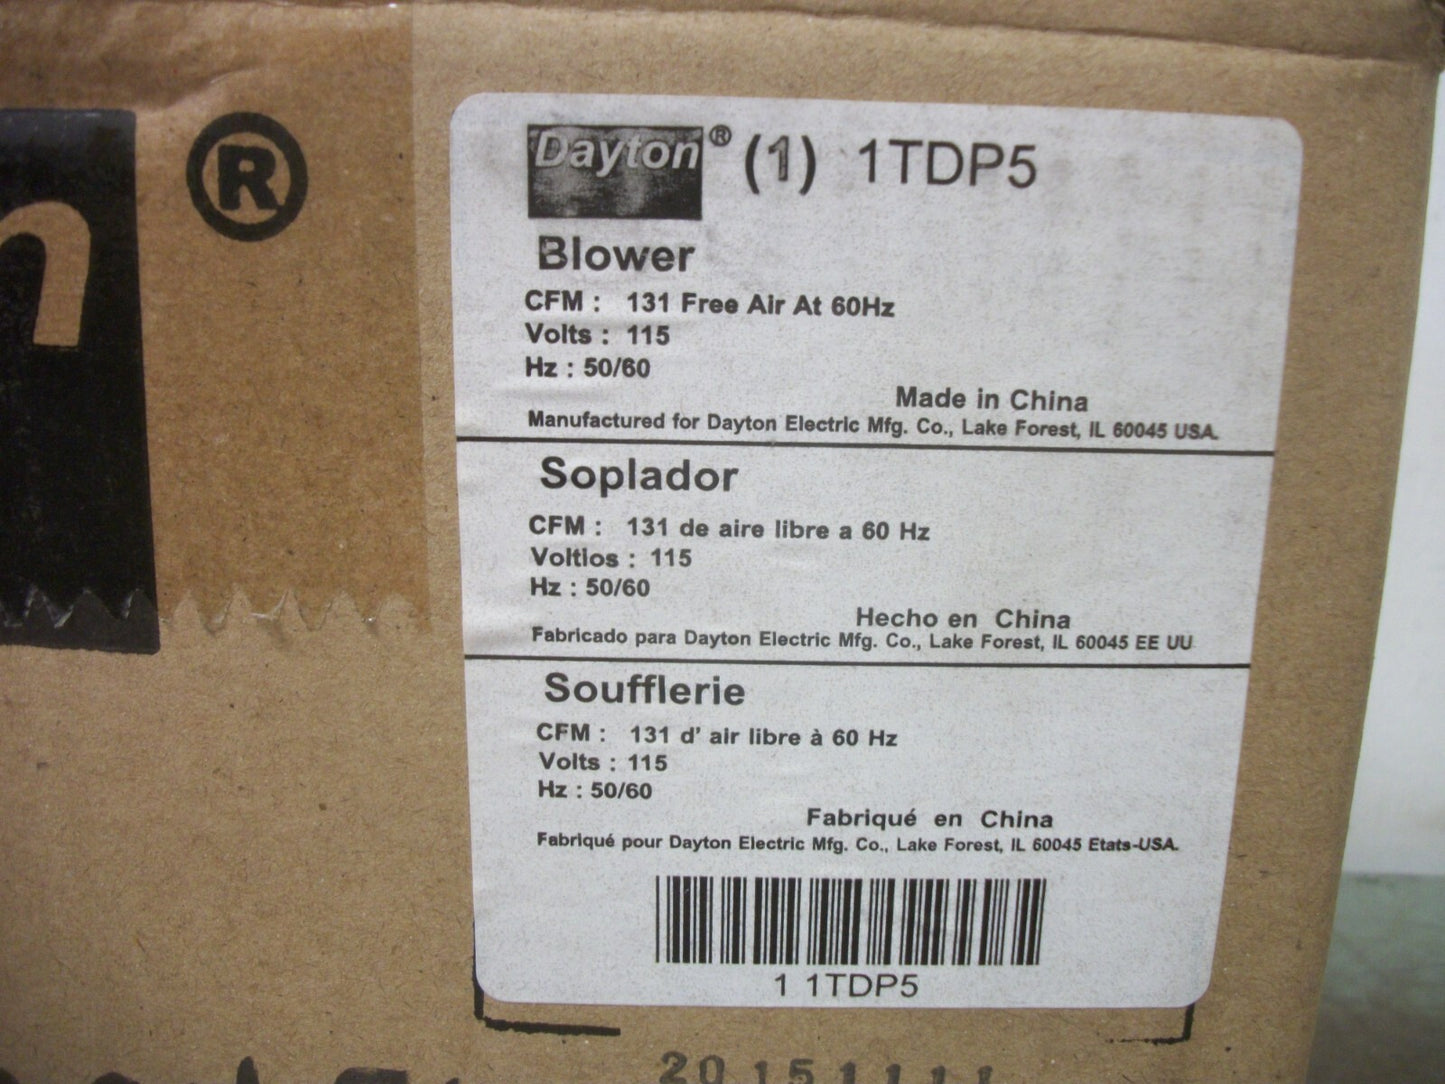 ®
Dayton® (1) 1TDP5
Blower
CFM : 131 Free Air At 60Hz
Volts : 115
Hz : 50/60
Made in China
Manufactured for Dayton Electric Mfg. Co., Lake Forest, IL 60045 USA.
Soplador
CFM : 131 de aire libre a 60 Hz
Voltios : 115
Hz : 50/60
Hecho en China
Fabricado para Dayton Electric Mfg. Co., Lake Forest, IL 60045 EE UU
Soufflerie
CFM : 131 d' air libre à 60 Hz
Volts : 115
Hz : 50/60
Fabriqué en China
Fabriqué pour Dayton Electric Mfg. Co., Lake Forest, IL 60045 Etats-USA.
1 1TDP5
20151111